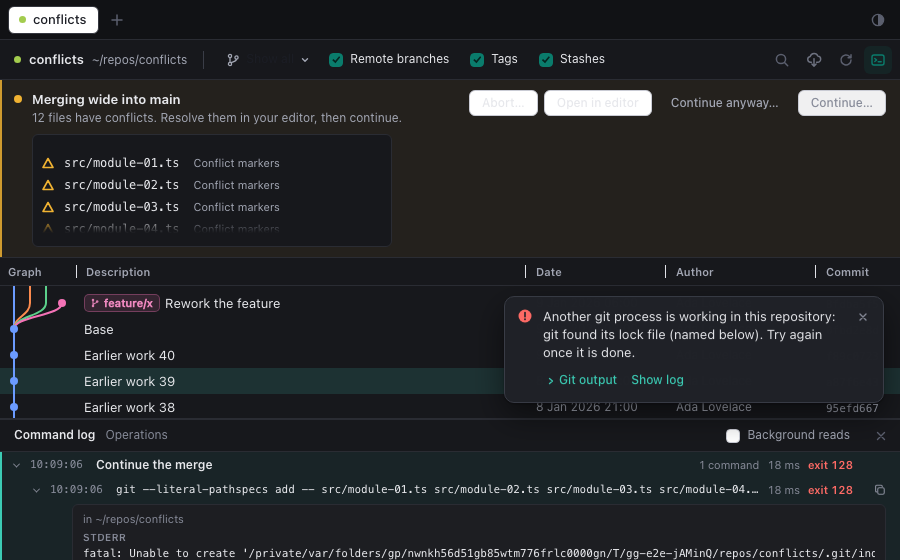 conflicts
conflicts ~/repos/conflicts
Remote branches
Tags
Stashes
Merging wide into main
12 files have conflicts. Resolve them in your editor, then continue.
Abort...
Open in editor
Continue anyway...
Continue...
src/module-01.ts Conflict markers
src/module-02.ts Conflict markers
src/module-03.ts Conflict markers
src/module-04.ts Conflict markers
Graph Description Date Author Commit
feature/x Rework the feature
Base
Earlier work 40
Earlier work 39
Earlier work 38 8 Jan 2026 21:00 Ada Lovelace 95efd667
Another git process is working in this repository:
git found its lock file (named below). Try again
once it is done.
Git output Show log
Command log Operations Background reads
10:09:06 Continue the merge 1 command 18 ms exit 128
10:09:06 git --literal-pathspecs add -- src/module-01.ts src/module-02.ts src/module-03.ts src/module-04.… 18 ms exit 128
in ~/repos/conflicts
STDERR
fatal: Unable to create '/private/var/folders/gp/nwnkh56d51gb85wtm776frlc0000gn/T/gg-e2e-jAMinQ/repos/conflicts/.git/ind